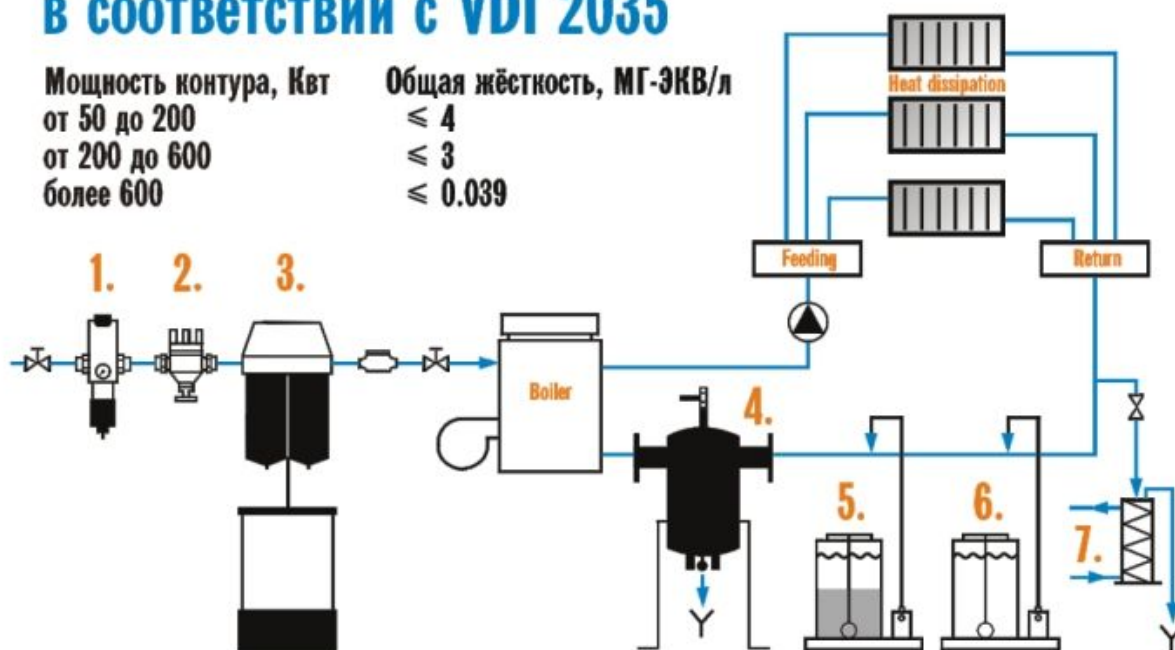 в соответствии с VDI 2035
Мощность контура, Квт Общая жёсткость, МГ-ЭКВ/л
от 50 до 200 ≤ 4
от 200 до 600 ≤ 3
более 600 ≤ 0.039
Heat dissipation
Feeding
Return
1.
2.
3.
Boiler
4.
5.
6.
7.